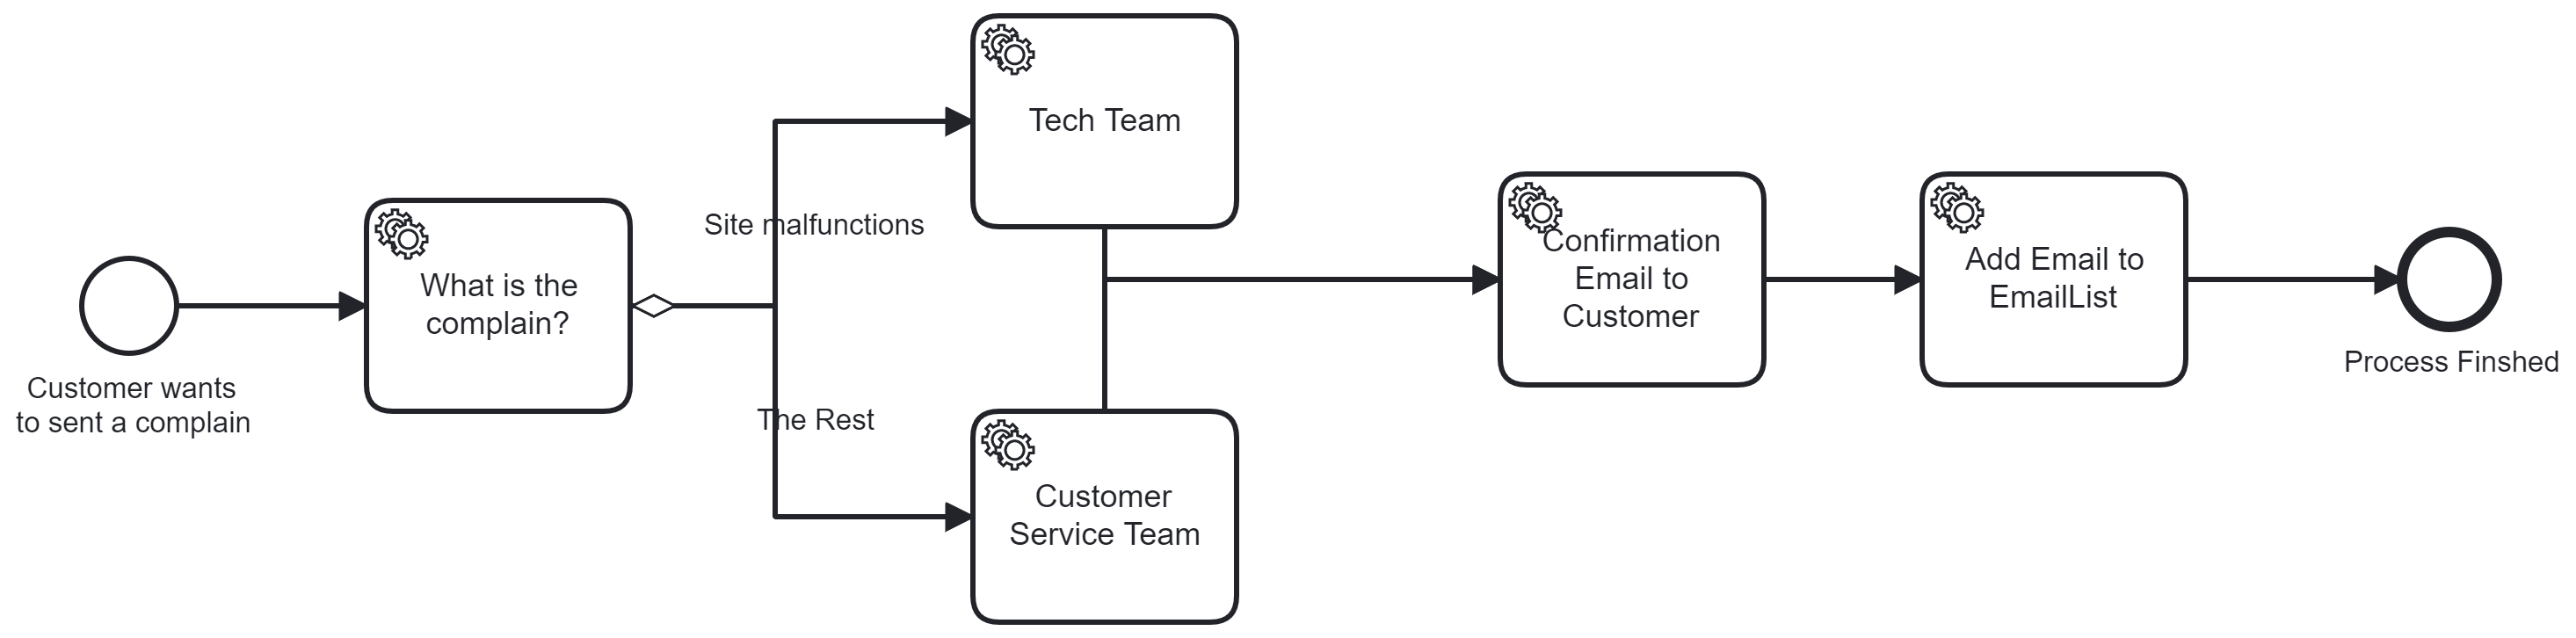 Customer wants
to sent a complain
What is the
complain?
Site malfunctions
The Rest
Tech Team
Customer
Service Team
Confirmation
Email to
Customer
Add Email to
EmailList
Process Finshed